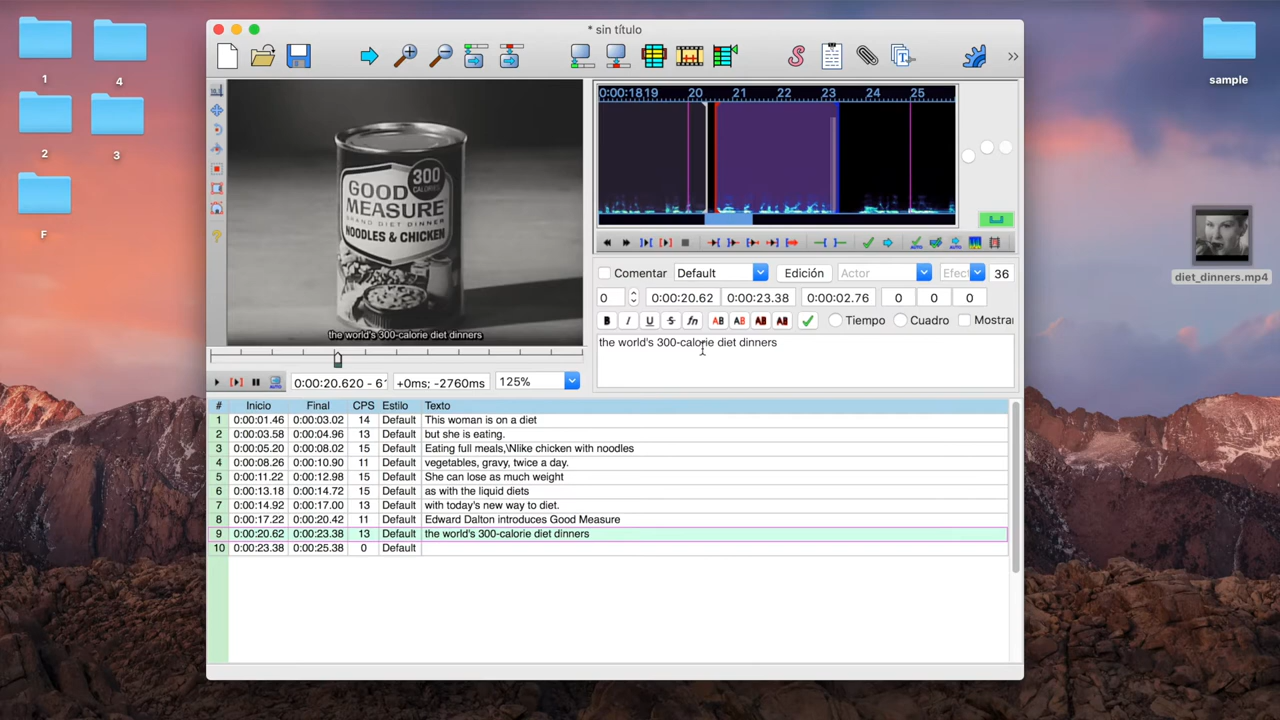 * sin título
0:00:18 19 20 21 22 23 24 25
GOOD
MEASURE
BRAND DIET DINNER
NOODLES & CHICKEN
300
CALORIES
the world's 300-calorie diet dinners
Comentar Default Edición Actor 36
0 0:00:20.62 0:00:23.38 0:00:02.76 0 0 0
B I U S fn AB AB AB AB Tiempo Cuadro
the world's 300-calorie diet dinners
0:00:20.620 +0ms; -2760ms 125%
# Inicio Final CPS Estilo Texto
1 0:00:01.46 0:00:03.02 14 Default This woman is on a diet
2 0:00:03.58 0:00:04.96 13 Default but she is eating.
3 0:00:05.20 0:00:08.02 15 Default Eating full meals,\Nlike chicken with noodles
4 0:00:08.26 0:00:10.90 11 Default vegetables, gravy, twice a day.
5 0:00:11.22 0:00:12.98 15 Default She can lose as much weight
6 0:00:13.18 0:00:14.72 15 Default as with the liquid diets
7 0:00:14.92 0:00:17.00 13 Default with today's new way to diet.
8 0:00:17.22 0:00:20.42 11 Default Edward Dalton introduces Good Measure
9 0:00:20.62 0:00:23.38 13 Default the world's 300-calorie diet dinners
10 0:00:23.38 0:00:25.38 0 Default
1
4
2
3
F
sample
diet_dinners.mp4